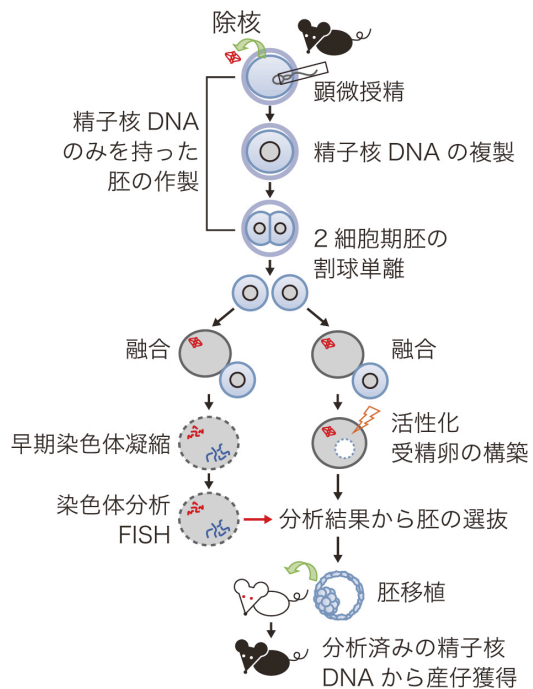 除核
顕微授精
精子核 DNA
のみを持った
胚の作製
精子核 DNA の複製
2 細胞期胚の
割球単離
融合
融合
早期染色体凝縮
活性化
受精卵の構築
染色体分析
FISH
分析結果から胚の選抜
胚移植
分析済みの精子核
DNA から産仔獲得